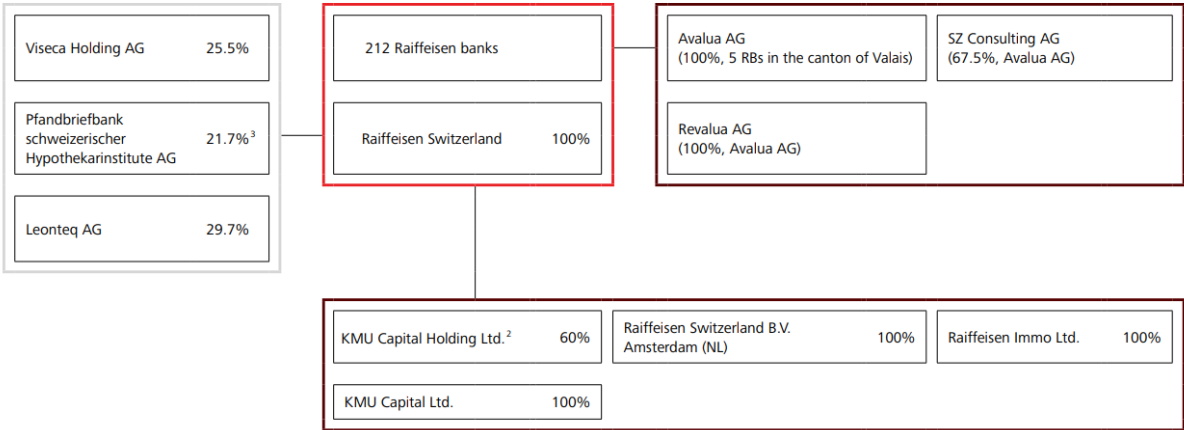 Viseca Holding AG 25.5%
Pfandbriefbank
schweizerischer 21.7%³
Hypothekarinstitute AG
Leonteq AG 29.7%
212 Raiffeisen banks
Raiffeisen Switzerland 100%
Avalua AG
(100%, 5 RBs in the canton of Valais)
SZ Consulting AG
(67.5%, Avalua AG)
Revalua AG
(100%, Avalua AG)
KMU Capital Holding Ltd.² 60%
Raiffeisen Switzerland B.V.
Amsterdam (NL) 100%
Raiffeisen Immo Ltd. 100%
KMU Capital Ltd. 100%